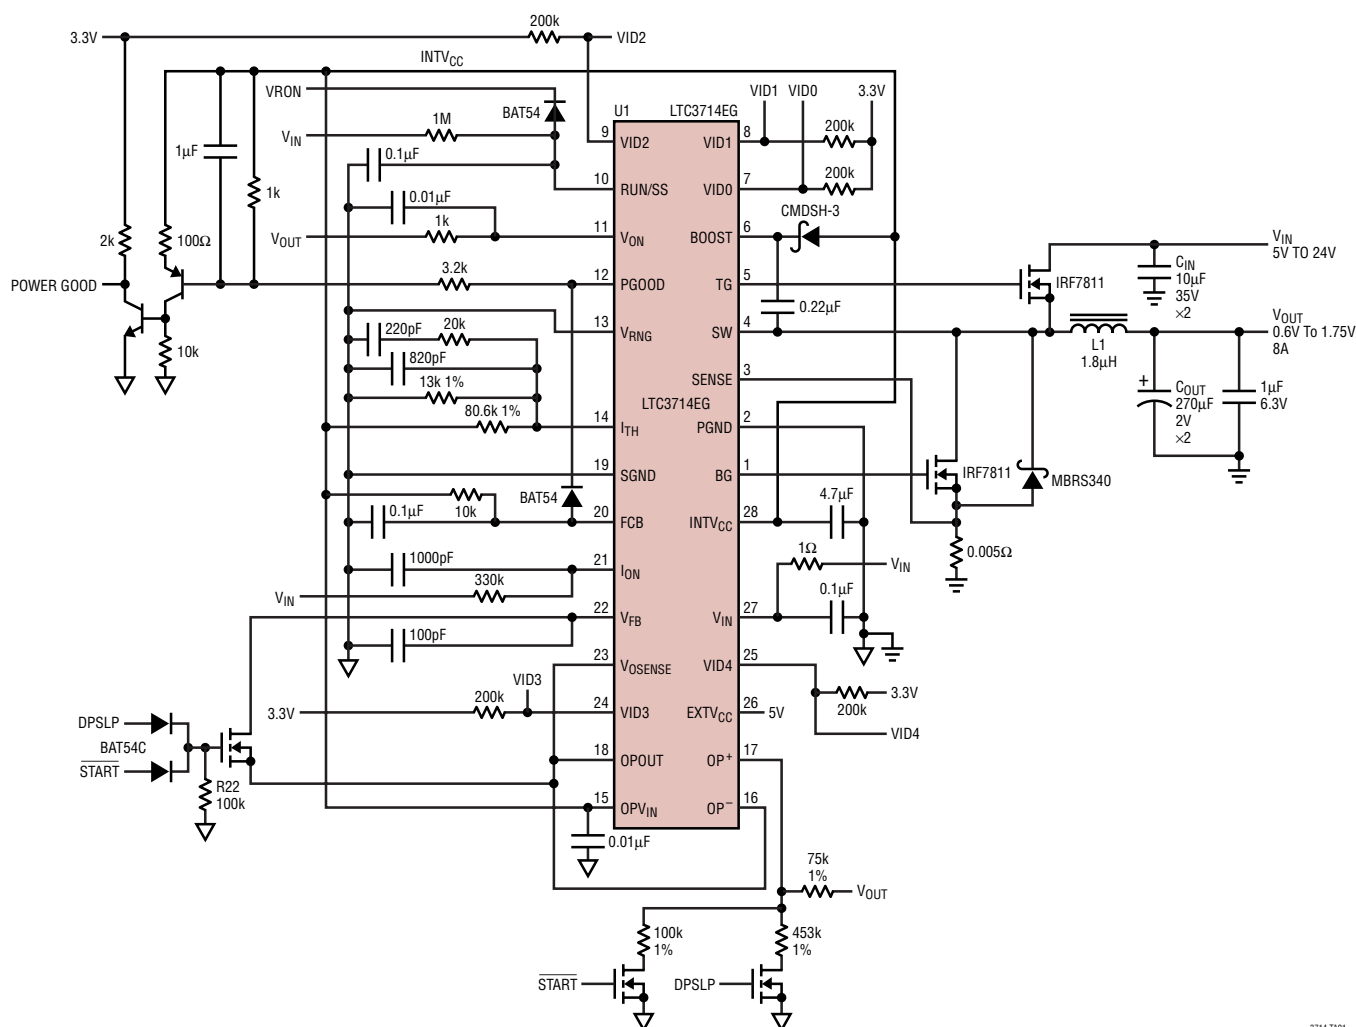 200k
3.3V
VID2
INTVCC
VRON
BAT54
U1
LTC3714EG
VID1
VID0
3.3V
VIN
1M
9
VID2
VID1
8
200k
1µF
0.1µF
1k
10
RUN/SS
VID0
7
200k
0.01µF
CMDSH-3
2k
100Ω
VOUT
1k
11
VON
BOOST
6
VIN
5V TO 24V
POWER GOOD
3.2k
12
PGOOD
TG
5
IRF7811
CIN
10µF
35V
×2
0.22µF
10k
220pF
20k
13
VRNG
SW
4
L1
1.8µH
VOUT
0.6V To 1.75V
8A
820pF
SENSE
3
13k 1%
LTC3714EG
+
COUT
270µF
2V
×2
1µF
6.3V
80.6k 1%
14
ITH
PGND
2
19
SGND
BG
1
IRF7811
MBRS340
BAT54
10k
0.1µF
20
FCB
INTVCC
28
4.7µF
0.005Ω
1000pF
21
ION
1Ω
VIN
VIN
330k
0.1µF
22
VFB
VIN
27
100pF
23
VOSENSE
VID4
25
VID3
3.3V
200k
24
VID3
EXTVCC
26
5V
3.3V
200k
VID4
DPSLP
BAT54C
START
R22
100k
18
OPOUT
OP+
17
15
OPVIN
OP−
16
0.01µF
75k
1%
VOUT
100k
1%
453k
1%
START
DPSLP
3714 TA01